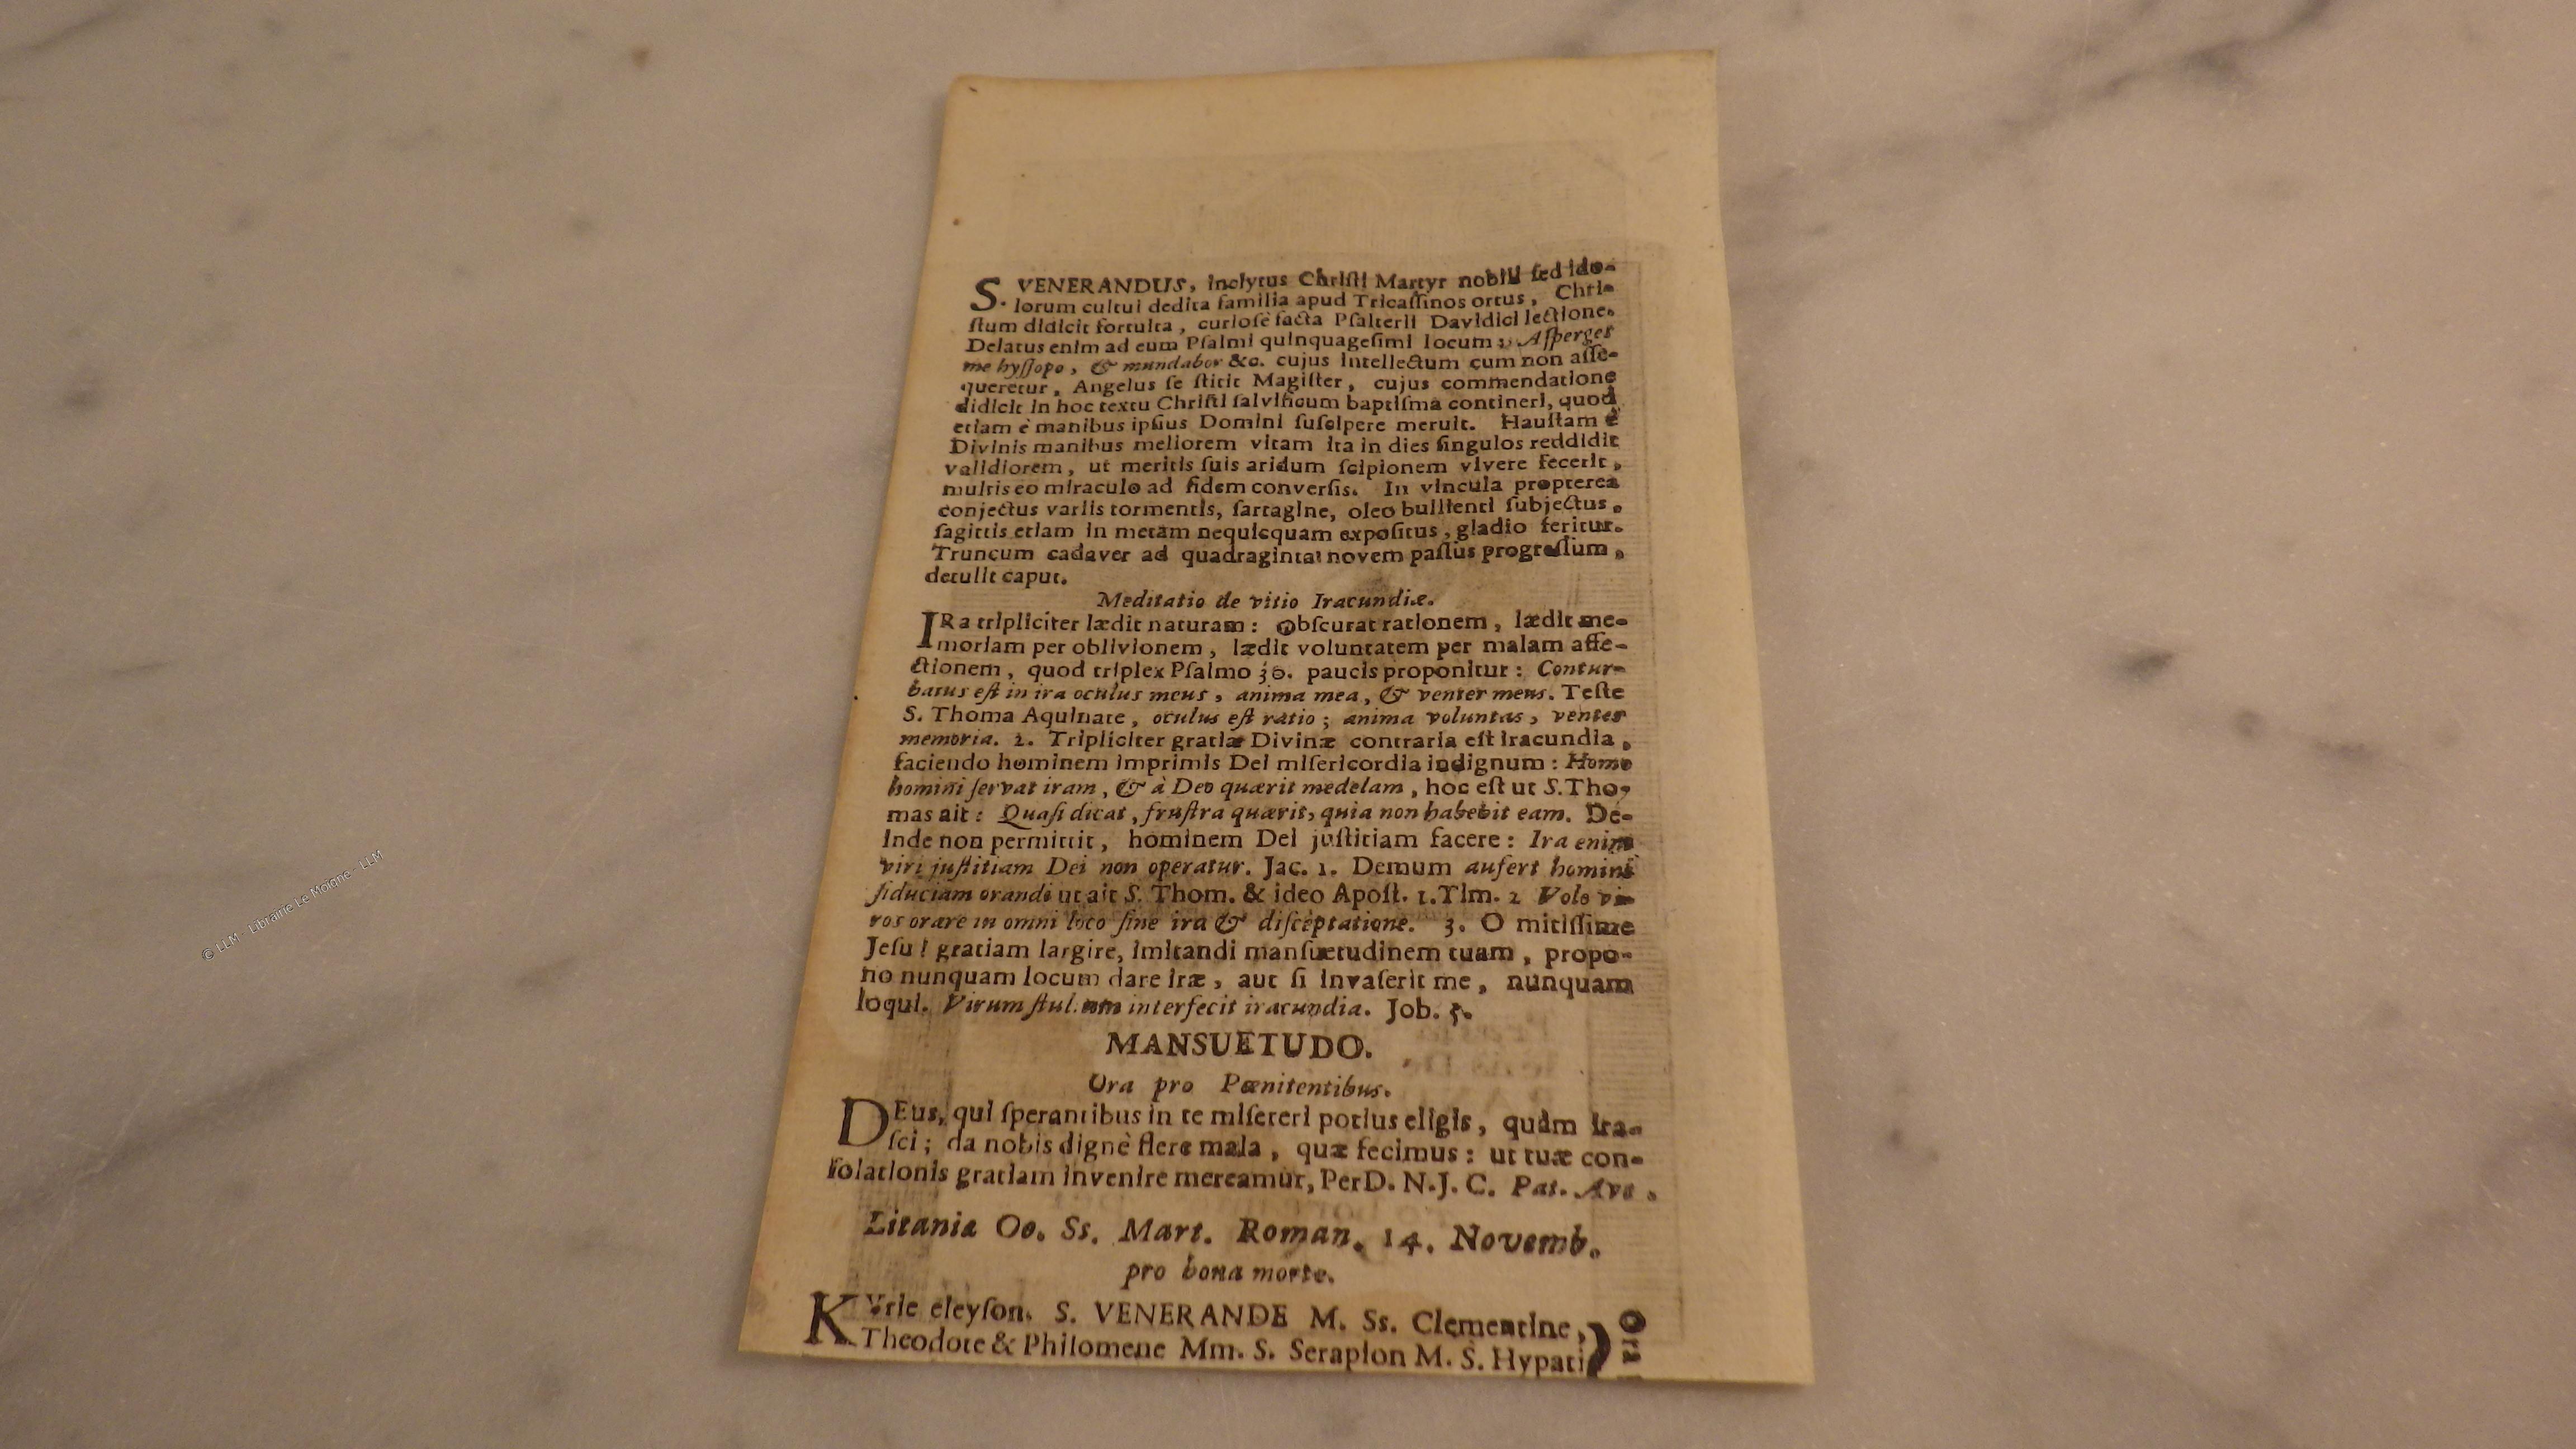 S. VENERANDUS, inclytus Chriſti Martyr nobili ſed ido-
lorum cultui dedita familia apud Tricaſſinos ortus, Chri-
ſtum didicit fortuita, curioſè facta Pſalterii Davidici lectione.
Delatus enim ad eum Pſalmi quinquageſimi locum: Aſperges
me hyſſopo, & mundabor &c. cujus intellectum cum non aſſe-
queretur, Angelus ſe ſtitit Magiſter, cujus commendatione
didicit in hoc textu Chriſti ſalvificum baptiſma contineri, quod
etiam è manibus ipſius Domini ſuſcipere meruit. Hauſtam è
Divinis manibus meliorem vitam ita in dies ſingulos reddidit
validiorem, ut meritis ſuis aridum ſcipionem vivere fecerit,
multis eo miraculo ad fidem converſis. In vincula propterea
conjectus variis tormentis, ſartagine, oleo bullienti ſubjectus,
ſagittis etiam in metam nequicquam expoſitus, gladio feritur.
Truncum cadaver ad quadraginta novem paſſus progreſſum,
detulit caput.
Meditatio de vitio Iracundiæ.
IRa tripliciter lædit naturam: obſcurat rationem, lædit me-
moriam per oblivionem, lædit voluntatem per malam affe-
ctionem, quod triplex Pſalmo 30. paucis proponitur: Contur-
batus eſt in ira oculus meus, anima mea, & venter meus. Teſte
S. Thoma Aquinate, oculus eſt ratio; anima voluntas, venter
memoria. 2. Tripliciter gratiæ Divinæ contraria eſt iracundia,
faciendo hominem imprimis Dei miſericordia indignum: Homo
homini ſervat iram, & à Deo quærit medelam, hoc eſt ut S. Tho-
mas ait: Quaſi dicat, fruſtra quærit, quia non habebit eam. De-
inde non permittit, hominem Dei juſtitiam facere: Ira enim
viri juſtitiam Dei non operatur. Jac. 1. Demum aufert homini
fiduciam orandi ut ait S. Thom. & ideo Apoſt. 1. Tim. 2 Volo vi-
ros orare in omni loco ſine ira & diſceptatione. 3. O mitiſſime
Jeſu! gratiam largire, imitandi manſuetudinem tuam, propo-
no nunquam locum dare iræ, aut ſi invaſerit me, nunquam
loqui. Virum ſtultum interfecit iracundia. Job. 5.
MANSUETUDO.
Ora pro Pœnitentibus.
DEus, qui ſperantibus in te miſereri potius eligis, quàm ira-
ſci; da nobis dignè flere mala, quæ fecimus: ut tuæ con-
ſolationis gratiam invenire mereamur, Per D. N. J. C. Pat. Ave.
Litania Oo. Ss. Mart. Roman. 14. Novemb.
pro bona morte.
KYrie eleyſon. S. VENERANDE M. Ss. Clementine,
Theodote & Philomene Mm. S. Serapion M. S. Hypati
Ora
© LLM - Librairie Le Moigne - LLM